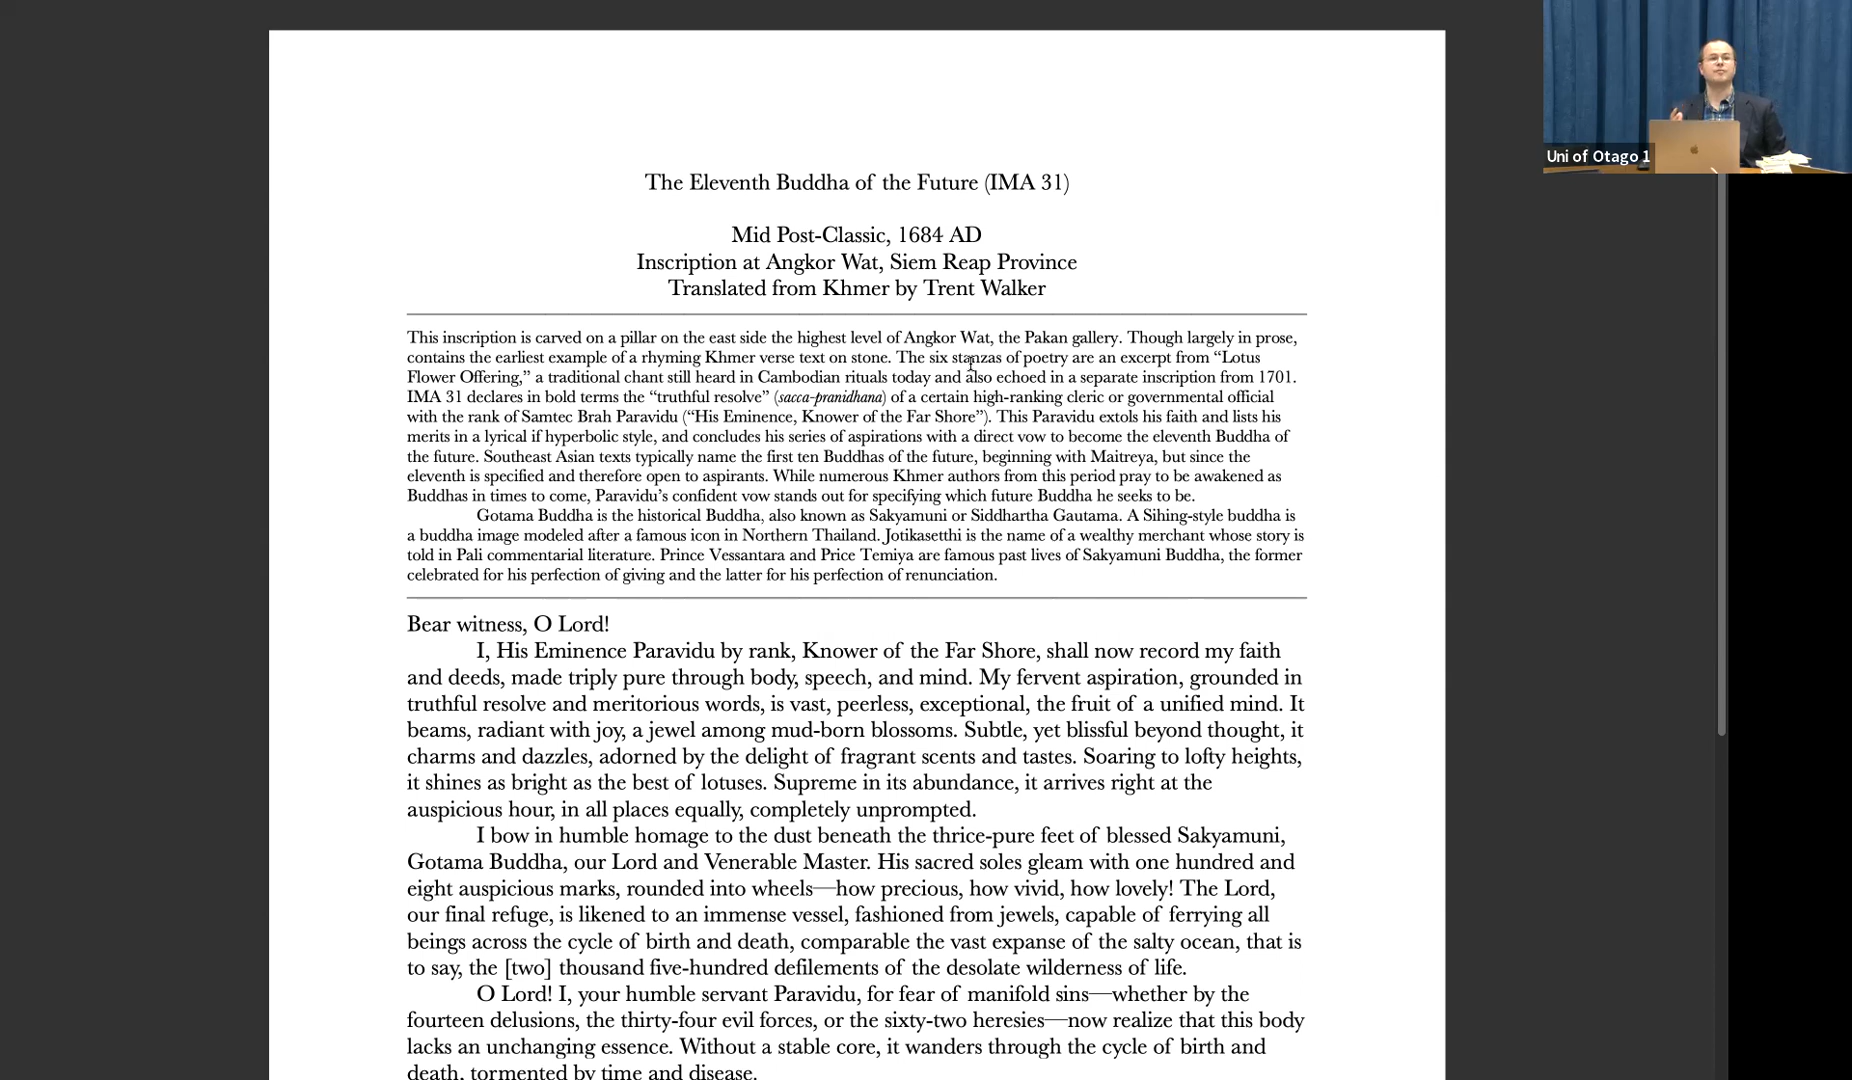 The Eleventh Buddha of the Future (IMA 31)
Mid Post-Classic, 1684 AD
Inscription at Angkor Wat, Siem Reap Province
Translated from Khmer by Trent Walker
This inscription is carved on a pillar on the east side the highest level of Angkor Wat, the Pakan gallery. Though largely in prose,
contains the earliest example of a rhyming Khmer verse text on stone. The six stanzas of poetry are an excerpt from “Lotus
Flower Offering,” a traditional chant still heard in Cambodian rituals today and also echoed in a separate inscription from 1701.
IMA 31 declares in bold terms the “truthful resolve” (sacca-pranidhana) of a certain high-ranking cleric or governmental official
with the rank of Samtec Brah Paravidu (“His Eminence, Knower of the Far Shore”). This Paravidu extols his faith and lists his
merits in a lyrical if hyperbolic style, and concludes his series of aspirations with a direct vow to become the eleventh Buddha of
the future. Southeast Asian texts typically name the first ten Buddhas of the future, beginning with Maitreya, but since the
eleventh is specified and therefore open to aspirants. While numerous Khmer authors from this period pray to be awakened as
Buddhas in times to come, Paravidu’s confident vow stands out for specifying which future Buddha he seeks to be.
Gotama Buddha is the historical Buddha, also known as Sakyamuni or Siddhartha Gautama. A Sihing-style buddha is
a buddha image modeled after a famous icon in Northern Thailand. Jotikasetthi is the name of a wealthy merchant whose story is
told in Pali commentarial literature. Prince Vessantara and Price Temiya are famous past lives of Sakyamuni Buddha, the former
celebrated for his perfection of giving and the latter for his perfection of renunciation.
Bear witness, O Lord!
I, His Eminence Paravidu by rank, Knower of the Far Shore, shall now record my faith
and deeds, made triply pure through body, speech, and mind. My fervent aspiration, grounded in
truthful resolve and meritorious words, is vast, peerless, exceptional, the fruit of a unified mind. It
beams, radiant with joy, a jewel among mud-born blossoms. Subtle, yet blissful beyond thought, it
charms and dazzles, adorned by the delight of fragrant scents and tastes. Soaring to lofty heights,
it shines as bright as the best of lotuses. Supreme in its abundance, it arrives right at the
auspicious hour, in all places equally, completely unprompted.
I bow in humble homage to the dust beneath the thrice-pure feet of blessed Sakyamuni,
Gotama Buddha, our Lord and Venerable Master. His sacred soles gleam with one hundred and
eight auspicious marks, rounded into wheels—how precious, how vivid, how lovely! The Lord,
our final refuge, is likened to an immense vessel, fashioned from jewels, capable of ferrying all
beings across the cycle of birth and death, comparable the vast expanse of the salty ocean, that is
to say, the [two] thousand five-hundred defilements of the desolate wilderness of life.
O Lord! I, your humble servant Paravidu, for fear of manifold sins—whether by the
fourteen delusions, the thirty-four evil forces, or the sixty-two heresies—now realize that this body
lacks an unchanging essence. Without a stable core, it wanders through the cycle of birth and
death, tormented by time and disease.
Uni of Otago 1